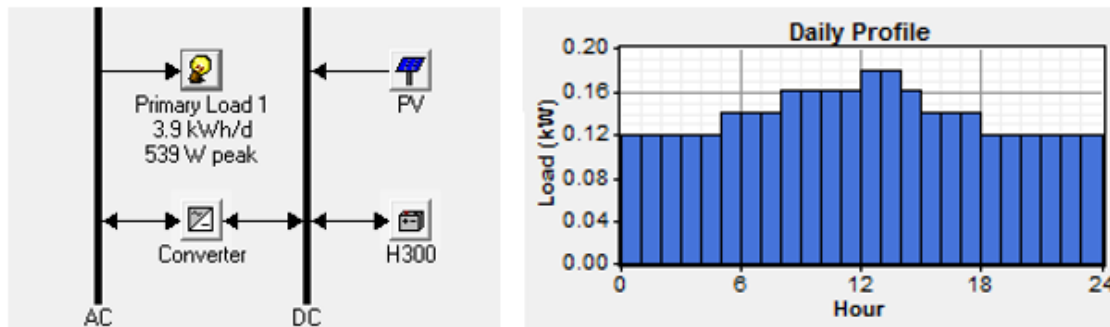 Primary Load 1
3.9 kWh/d
539 W peak
PV
Converter
H300
AC
DC
Daily Profile
Load (kW)
0.20
0.16
0.12
0.08
0.04
0.00
0
6
12
18
24
Hour